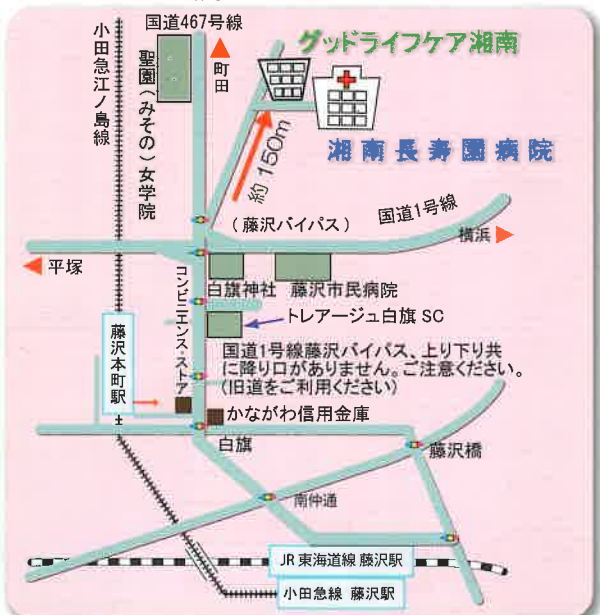 国道467号線
グッドライフケア湘南
小田急江ノ島線
町田
聖園(みその)女学院
約150m
湘南長寿園病院
(藤沢バイパス)
国道1号線
横浜
平塚
コンビニエンス・ストア
白旗神社
藤沢市民病院
トレアージュ白旗 SC
藤沢本町駅
国道1号線藤沢バイパス、上り下り共
に降り口がありません。ご注意ください。
(旧道をご利用ください)
かながわ信用金庫
白旗
藤沢橋
南仲通
JR東海道線 藤沢駅
小田急線 藤沢駅